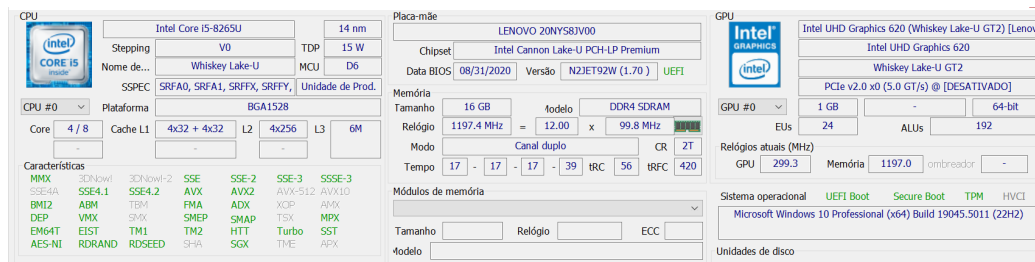 CPU
intel
CORE i5
inside
Intel Core i5-8265U 14 nm
Stepping V0 TDP 15 W
Nome de... Whiskey Lake-U MCU D6
SSPEC SRFA0, SRFA1, SRFFX, SRFFY, Unidade de Prod.
CPU #0 Plataforma BGA1528
Core 4 / 8 Cache L1 4x32 + 4x32 L2 4x256 L3 6M
- - -
Características
MMX 3DNow! 3DNow!-2 SSE SSE-2 SSE-3 SSSE-3
SSE4A SSE4.1 SSE4.2 AVX AVX2 AVX-512 AVX10
BMI2 ABM TBM FMA ADX XOP AMX
DEP VMX SMX SMEP SMAP TSX MPX
EM64T EIST TM1 TM2 HTT Turbo SST
AES-NI RDRAND RDSEED SHA SGX TME APX
Placa-mãe
LENOVO 20NYS8JV00
Chipset Intel Cannon Lake-U PCH-LP Premium
Data BIOS 08/31/2020 Versão N2JET92W (1.70 ) UEFI
Memória
Tamanho 16 GB Modelo DDR4 SDRAM
Relógio 1197.4 MHz = 12.00 x 99.8 MHz
Modo Canal duplo CR 2T
Tempo 17 - 17 - 17 - 39 tRC 56 tRFC 420
Módulos de memória
Tamanho Relógio ECC
Modelo
GPU
Intel
GRAPHICS
intel
Intel UHD Graphics 620 (Whiskey Lake-U GT2) [Lenov
Intel UHD Graphics 620
Whiskey Lake-U GT2
PCIe v2.0 x0 (5.0 GT/s) @ [DESATIVADO]
GPU #0 1 GB - 64-bit
EUs 24 ALUs 192
Relógios atuais (MHz)
GPU 299.3 Memória 1197.0 ombreador -
Sistema operacional UEFI Boot Secure Boot TPM HVCI
Microsoft Windows 10 Professional (x64) Build 19045.5011 (22H2)
Unidades de disco